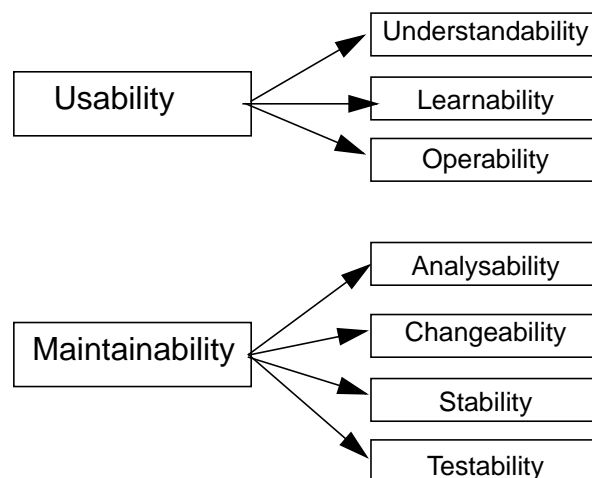 Usability
Understandability
Learnability
Operability
Maintainability
Analysability
Changeability
Stability
Testability